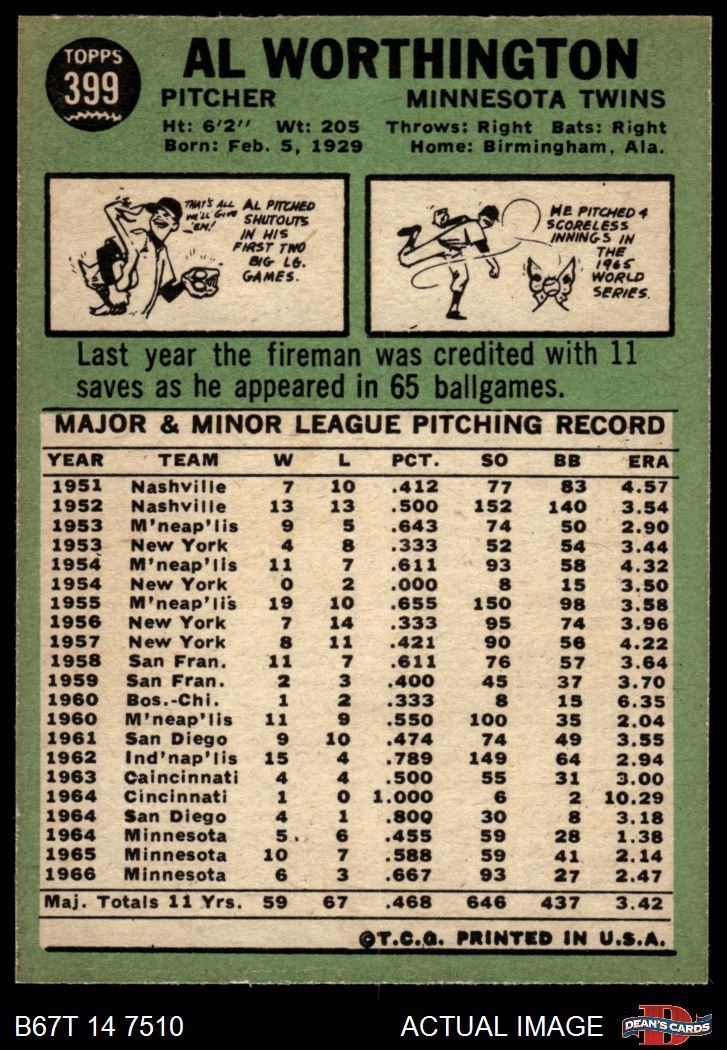 TOPPS
399
AL WORTHINGTON
PITCHER MINNESOTA TWINS
Ht: 6'2" Wt: 205 Throws: Right Bats: Right
Born: Feb. 5, 1929 Home: Birmingham, Ala.
THAT'S ALL
WE'LL GIVE
'EM!
AL PITCHED
SHUTOUTS
IN HIS
FIRST TWO
BIG LG.
GAMES.
HE PITCHED 4
SCORELESS
INNINGS IN
THE
1965
WORLD
SERIES.
Last year the fireman was credited with 11
saves as he appeared in 65 ballgames.
MAJOR & MINOR LEAGUE PITCHING RECORD
YEAR TEAM W L PCT. SO BB ERA
1951 Nashville 7 10 .412 77 83 4.57
1952 Nashville 13 13 .500 152 140 3.54
1953 M'neap'lis 9 5 .643 74 50 2.90
1953 New York 4 8 .333 52 54 3.44
1954 M'neap'lis 11 7 .611 93 58 4.32
1954 New York 0 2 .000 8 15 3.50
1955 M'neap'lis 19 10 .655 150 98 3.58
1956 New York 7 14 .333 95 74 3.96
1957 New York 8 11 .421 90 56 4.22
1958 San Fran. 11 7 .611 76 57 3.64
1959 San Fran. 2 3 .400 45 37 3.70
1960 Bos.-Chi. 1 2 .333 8 15 6.35
1960 M'neap'lis 11 9 .550 100 35 2.04
1961 San Diego 9 10 .474 74 49 3.55
1962 Ind'nap'lis 15 4 .789 149 64 2.94
1963 Caincinnati 4 4 .500 55 31 3.00
1964 Cincinnati 1 0 1.000 6 2 10.29
1964 San Diego 4 1 .800 30 8 3.18
1964 Minnesota 5 6 .455 59 28 1.38
1965 Minnesota 10 7 .588 59 41 2.14
1966 Minnesota 6 3 .667 93 27 2.47
Maj. Totals 11 Yrs. 59 67 .468 646 437 3.42
©T.C.G. PRINTED IN U.S.A.
B67T 14 7510 ACTUAL IMAGE
D
DEAN'S CARDS